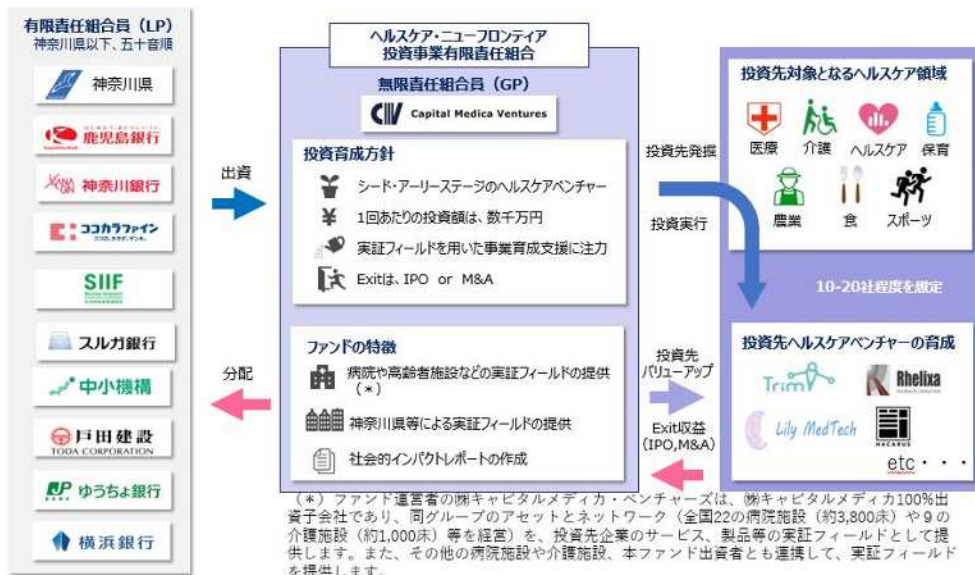 有限責任組合員（LP）
神奈川県以下、五十音順
神奈川県
鹿児島銀行
神奈川銀行
ココカラファイン
ココロ、カラダ、ゲンキ。
SIIF
スルガ銀行
中小機構
戸田建設
TODA CORPORATION
JP ゆうちょ銀行
横浜銀行
出資
分配
ヘルスケア・ニューフロンティア
投資事業有限責任組合
無限責任組合員（GP）
Capital Medica Ventures
投資育成方針
シード・アーリーステージのヘルスケアベンチャー
¥ 1回あたりの投資額は、数千万円
実証フィールドを用いた事業育成支援に注力
Exitは、IPO or M&A
ファンドの特徴
病院や高齢者施設などの実証フィールドの提供
（*）
神奈川県等による実証フィールドの提供
社会的インパクトレポートの作成
投資先発掘
投資実行
投資先
バリューアップ
Exit収益
（IPO,M&A）
投資先対象となるヘルスケア領域
医療 介護 ヘルスケア 保育
農業 食 スポーツ
10-20社程度を想定
投資先ヘルスケアベンチャーの育成
Trim
Rhelixa
Lily MedTech
HACARUS
etc・・・
（*）ファンド運営者の㈱キャピタルメディカ・ベンチャーズは、㈱キャピタルメディカ100%出
資子会社であり、同グループのアセットとネットワーク（全国22の病院施設（約3,800床）や９の
介護施設（約1,000床）等を経営）を、投資先企業のサービス、製品等の実証フィールドとして提
供します。また、その他の病院施設や介護施設、本ファンド出資者とも連携して、実証フィールド
を提供します。